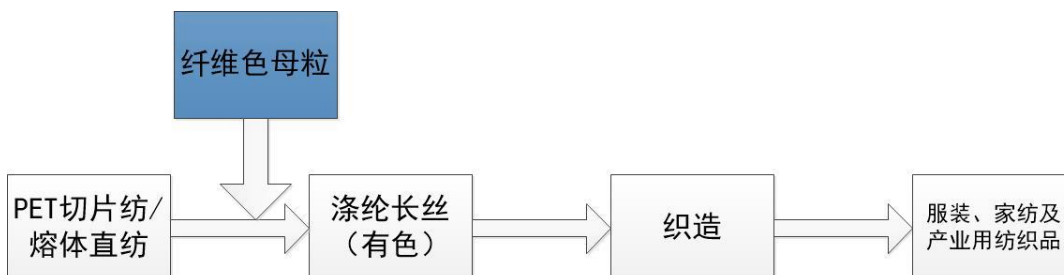 纤维色母粒
PET切片纺/
熔体直纺
涤纶长丝
（有色）
织造
服装、家纺及
产业用纺织品